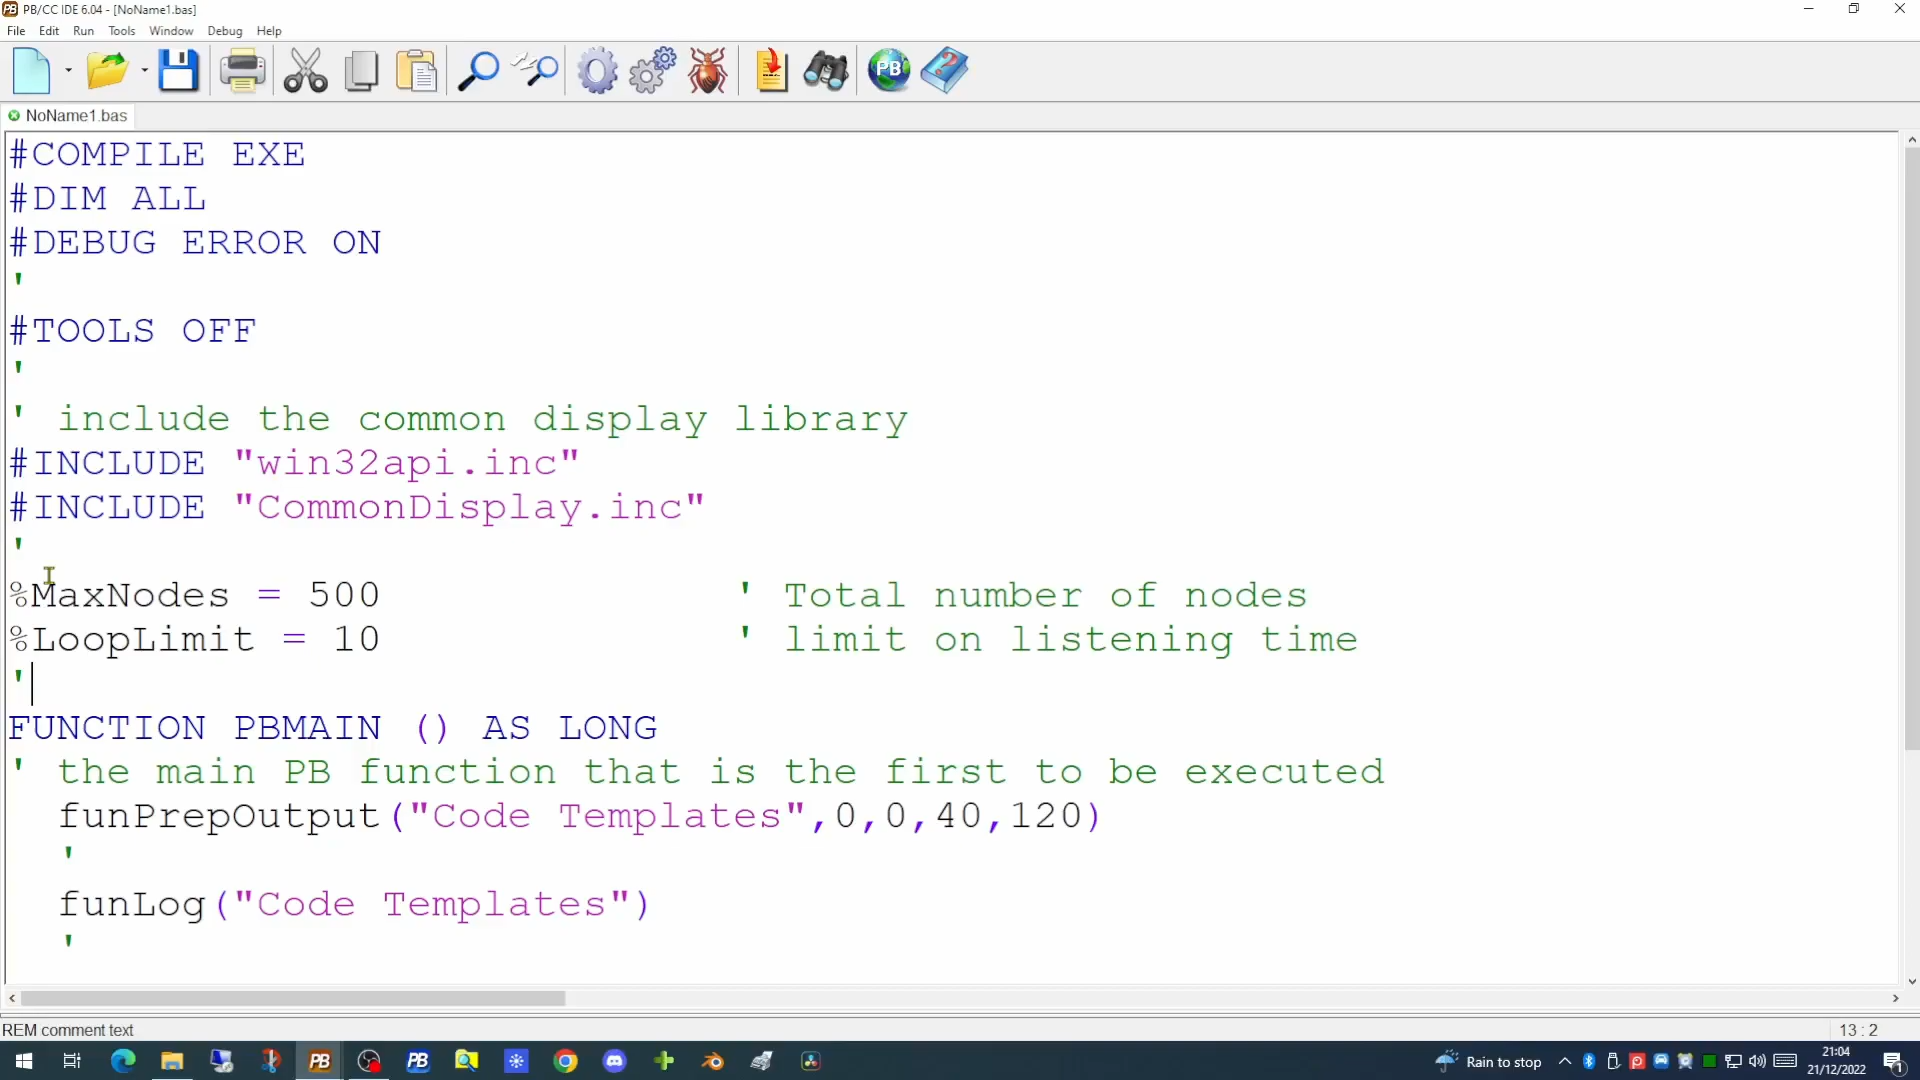 PB/CC IDE 6.04 - [NoName1.bas]
File Edit Run Tools Window Debug Help
NoName1.bas
#COMPILE EXE
#DIM ALL
#DEBUG ERROR ON
'
#TOOLS OFF
'
' include the common display library
#INCLUDE "win32api.inc"
#INCLUDE "CommonDisplay.inc"
'
%MaxNodes = 500 ' Total number of nodes
%LoopLimit = 10 ' limit on listening time
'
FUNCTION PBMAIN () AS LONG
' the main PB function that is the first to be executed
funPrepOutput("Code Templates",0,0,40,120)
'
funLog("Code Templates")
'
REM comment text 13 : 2
Rain to stop 21:04
21/12/2022